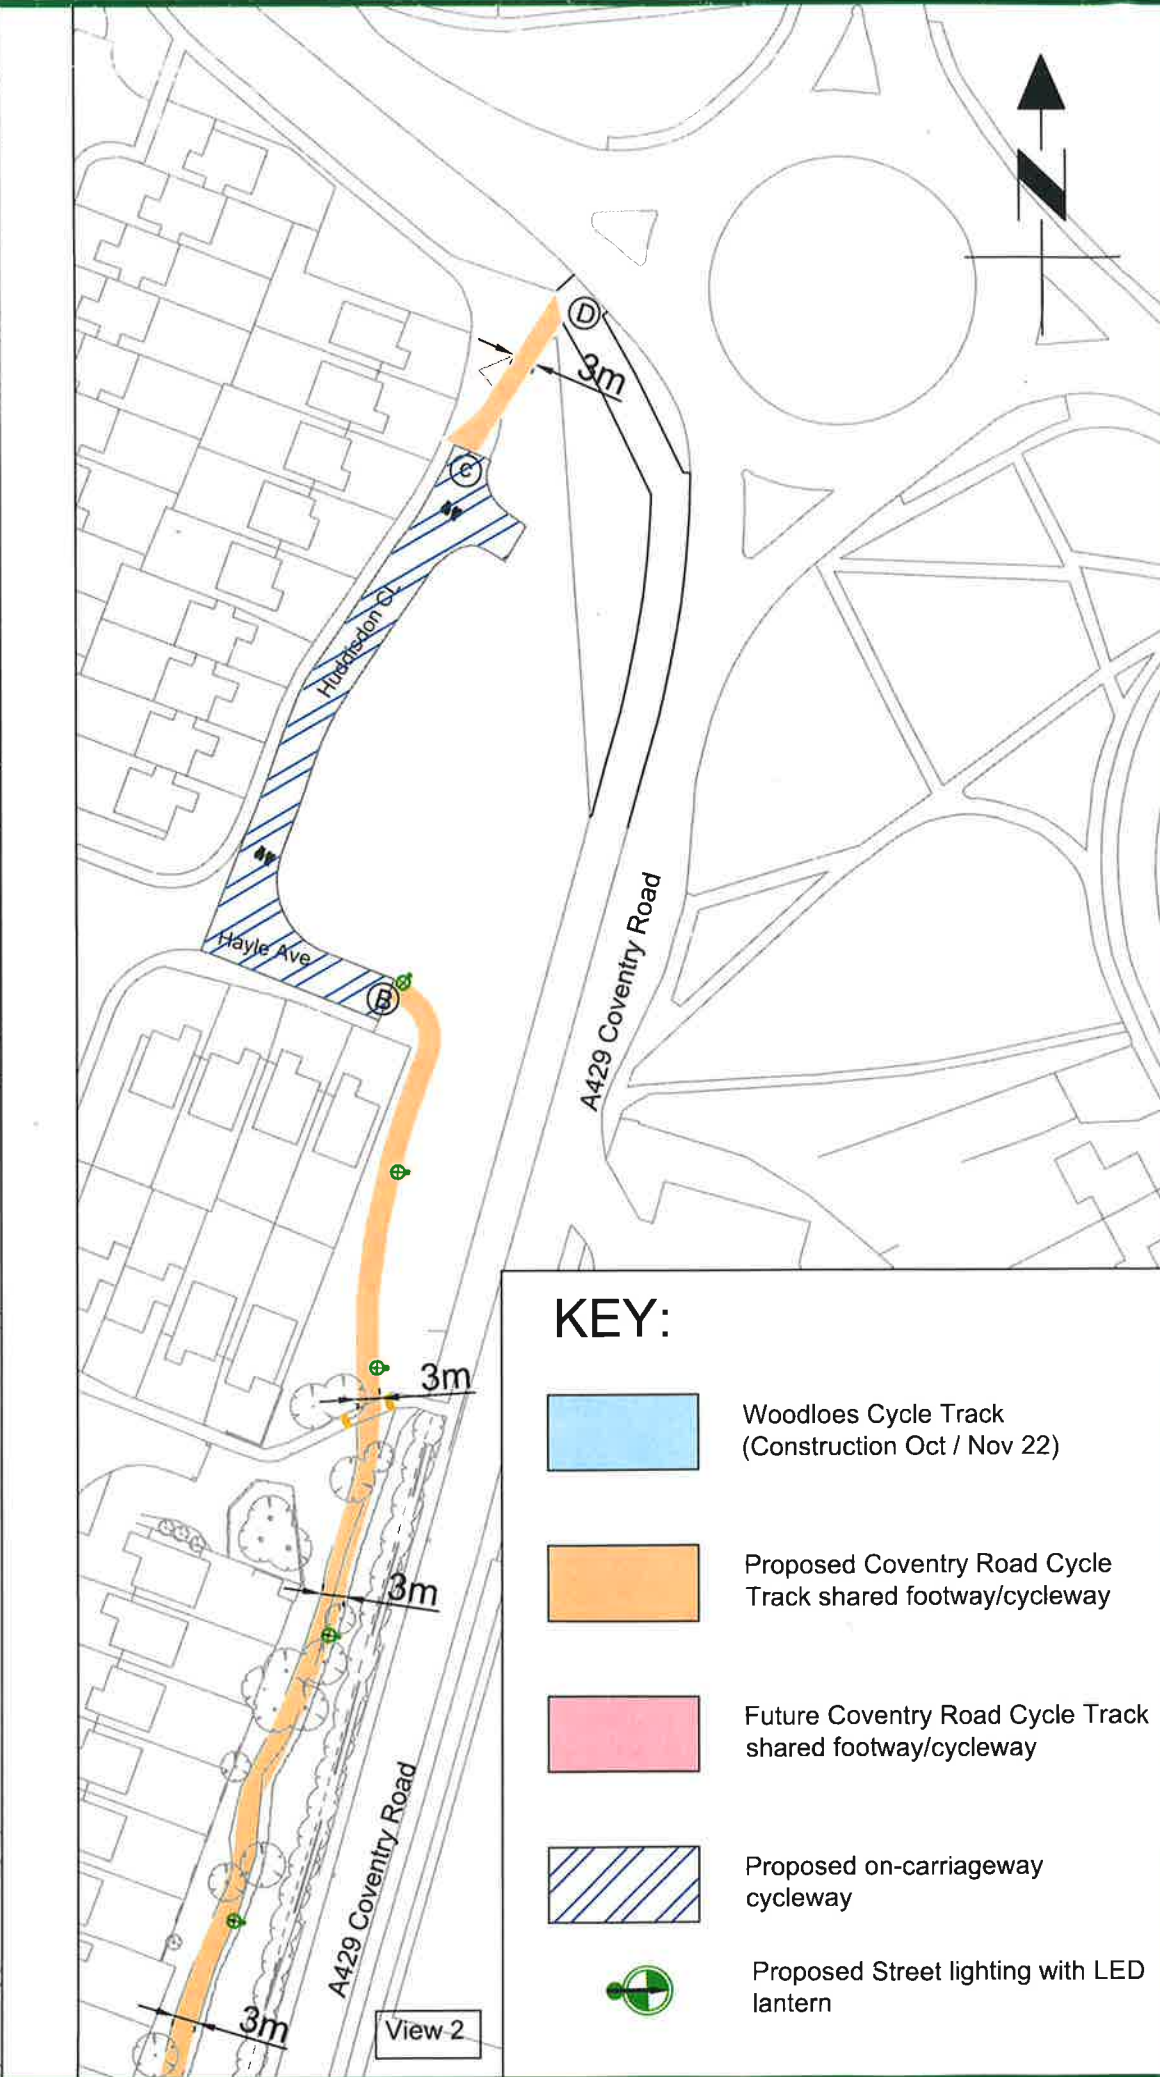 N
D
3m
C
Huddisdon Cl.
Hayle Ave
B
A429 Coventry Road
3m
3m
A429 Coventry Road
3m
View 2
KEY:
Woodloes Cycle Track
(Construction Oct / Nov 22)
Proposed Coventry Road Cycle
Track shared footway/cycleway
Future Coventry Road Cycle Track
shared footway/cycleway
Proposed on-carriageway
cycleway
Proposed Street lighting with LED
lantern